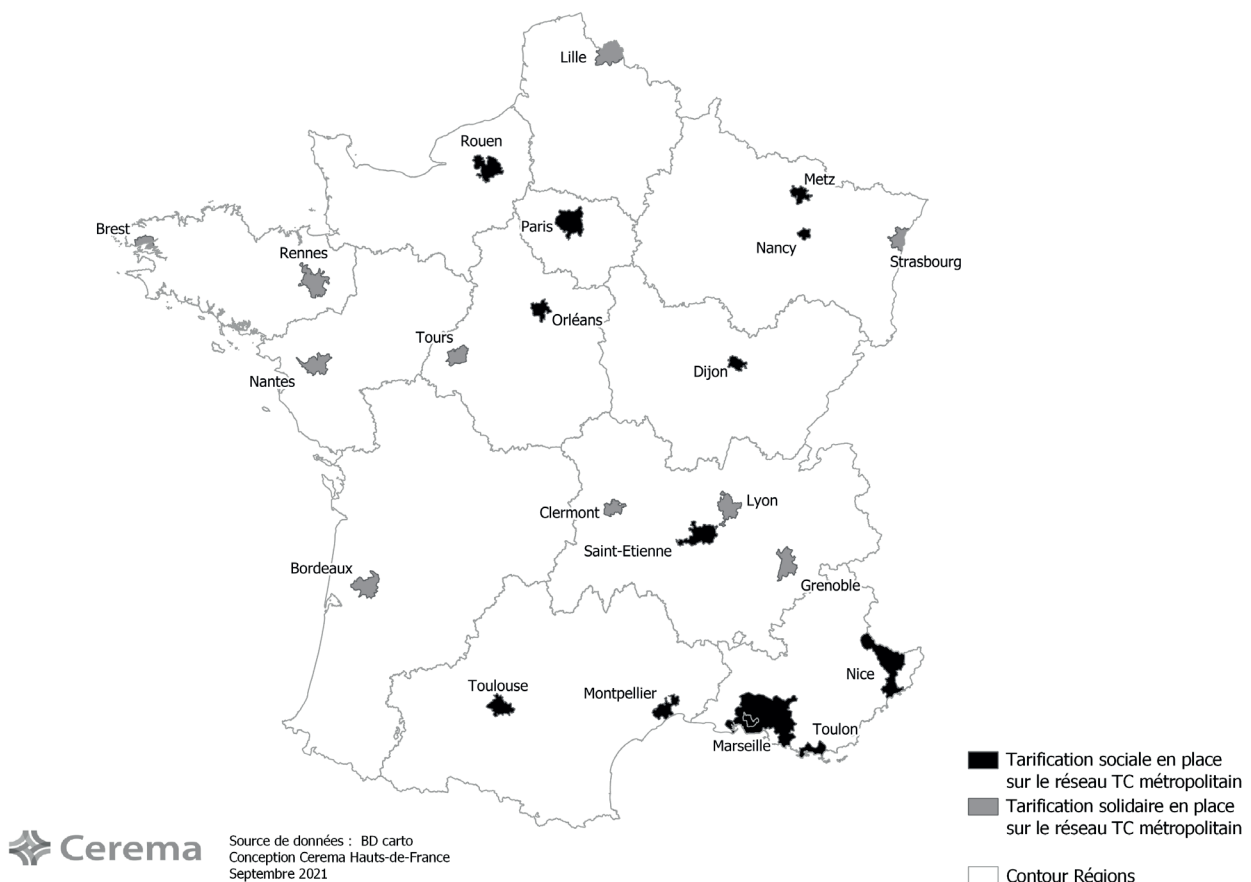 Lille
Rouen
Metz
Paris
Brest
Nancy
Rennes
Strasbourg
Orléans
Tours
Dijon
Nantes
Lyon
Clermont
Saint-Etienne
Bordeaux
Grenoble
Nice
Toulouse
Montpellier
Toulon
Marseille
Tarification sociale en place
sur le réseau TC métropolitain
Tarification solidaire en place
sur le réseau TC métropolitain
Contour Régions
Cerema
Source de données : BD carto
Conception Cerema Hauts-de-France
Septembre 2021